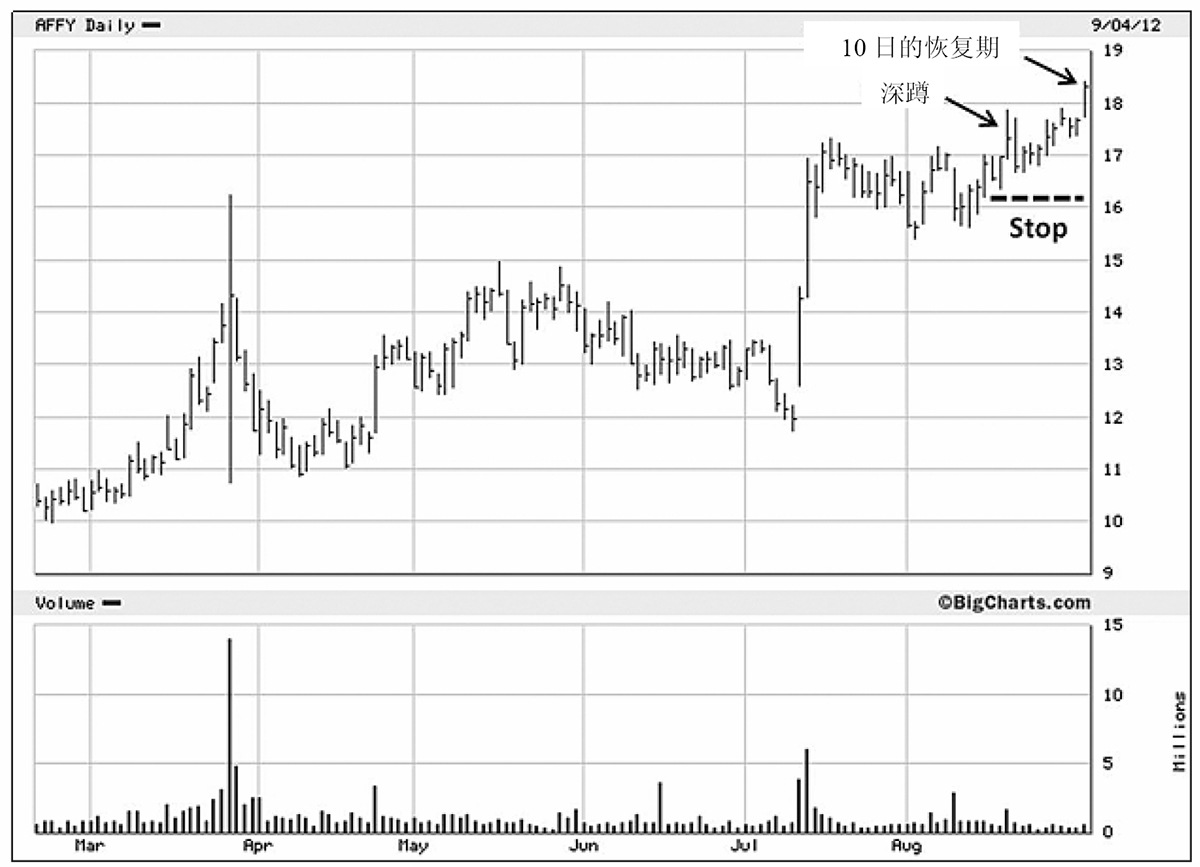 AFFY Daily
9/04/12
10 日的恢复期
深蹲
19
18
17
16
15
14
13
12
11
10
9
Stop
Volume
©BigCharts.com
15
10
5
0
Millions
Mar Apr May Jun Jul Aug